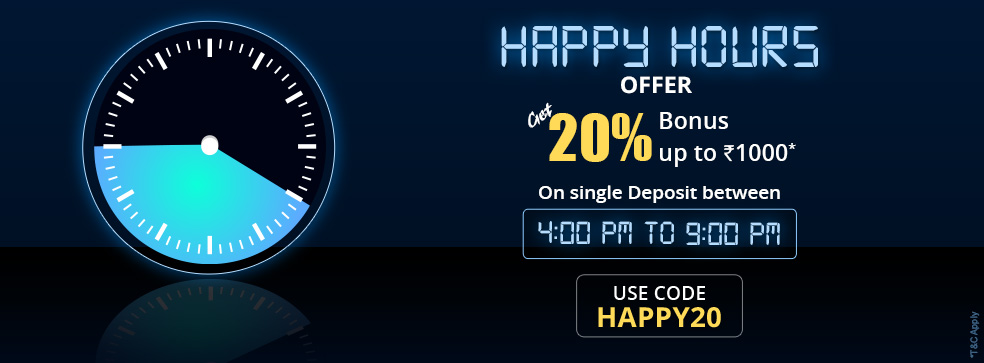 HAPPY HOURS
OFFER
Get 20% Bonus
up to ₹1000*
On single Deposit between
4:00 PM TO 9:00 PM
USE CODE
HAPPY20
*T&C Apply